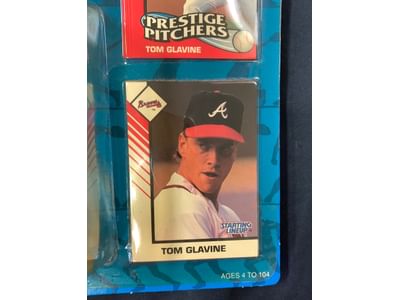 PRESTIGE
PITCHERS
TOM GLAVINE
Braves
A
STARTING
LINEUP
TOM GLAVINE
AGES 4 TO 104